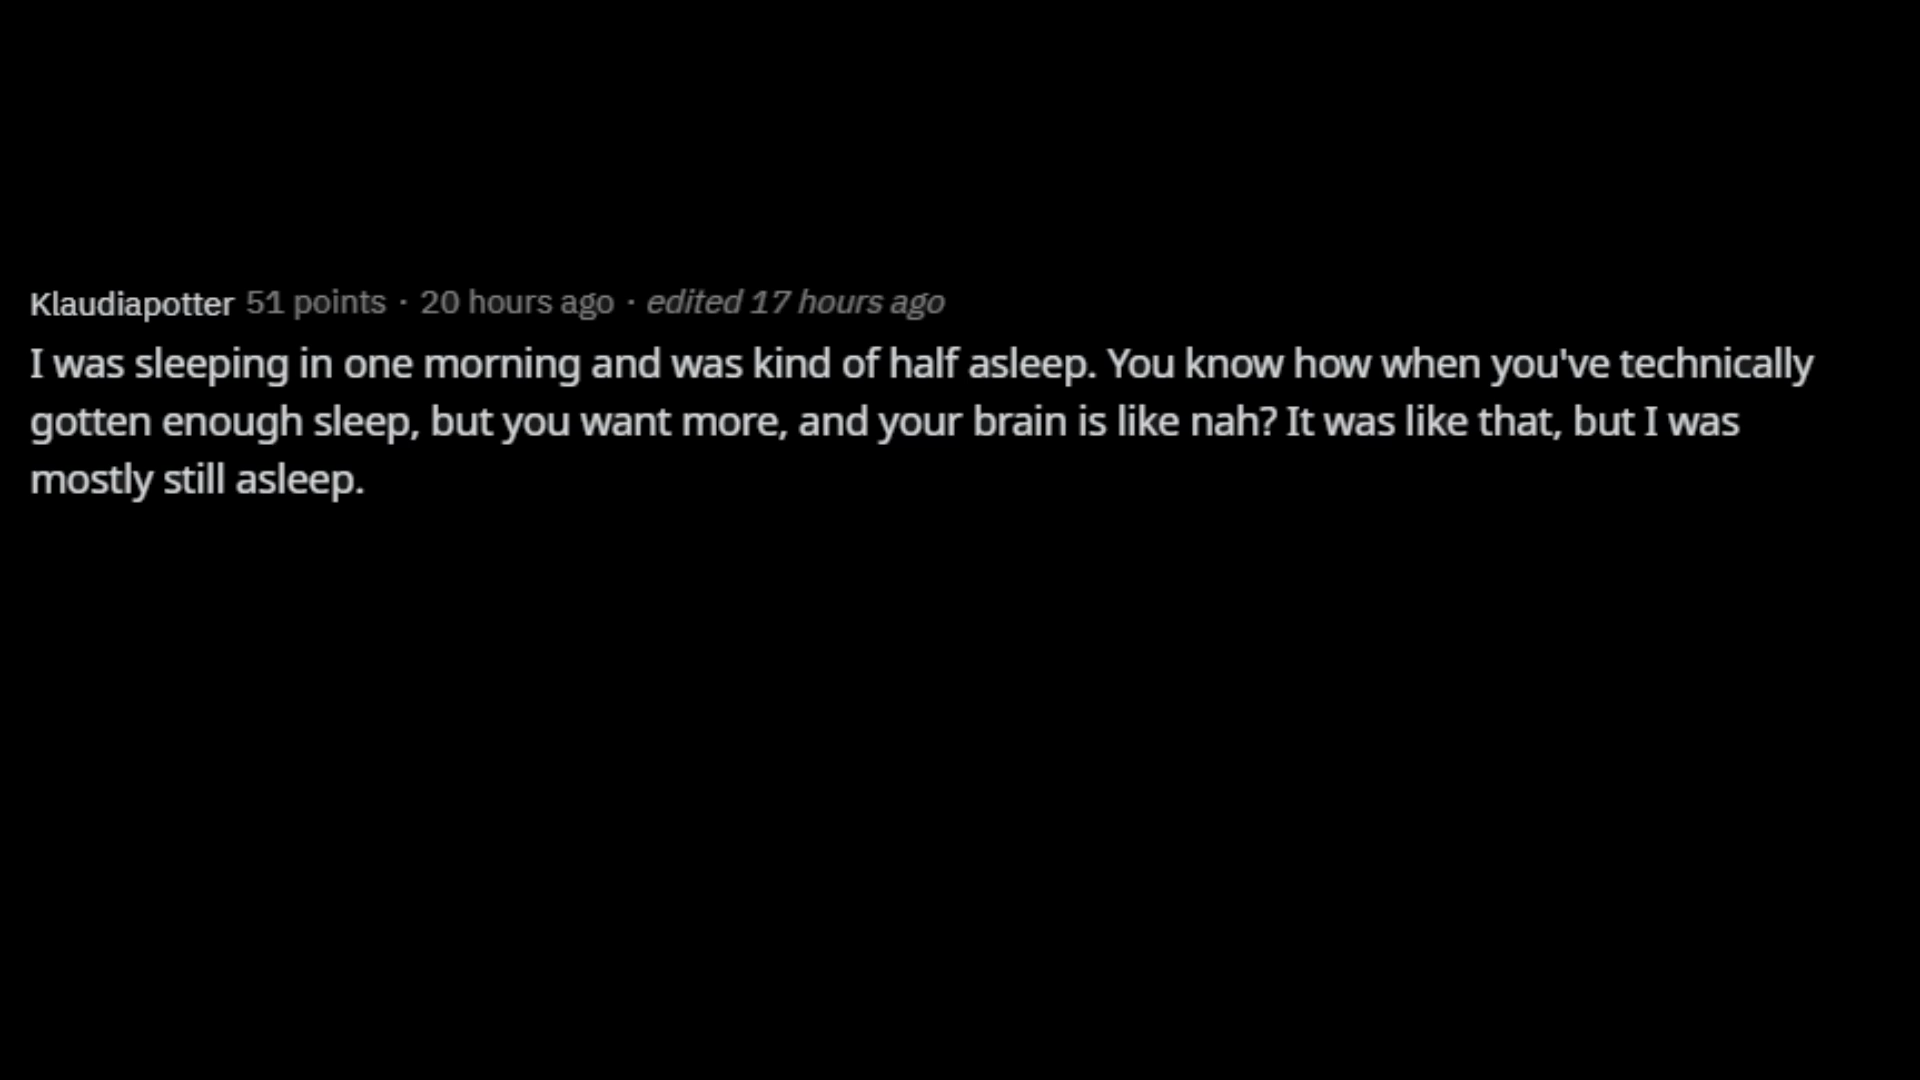 Klaudiapotter 51 points · 20 hours ago · edited 17 hours ago
I was sleeping in one morning and was kind of half asleep. You know how when you've technically
gotten enough sleep, but you want more, and your brain is like nah? It was like that, but I was
mostly still asleep.